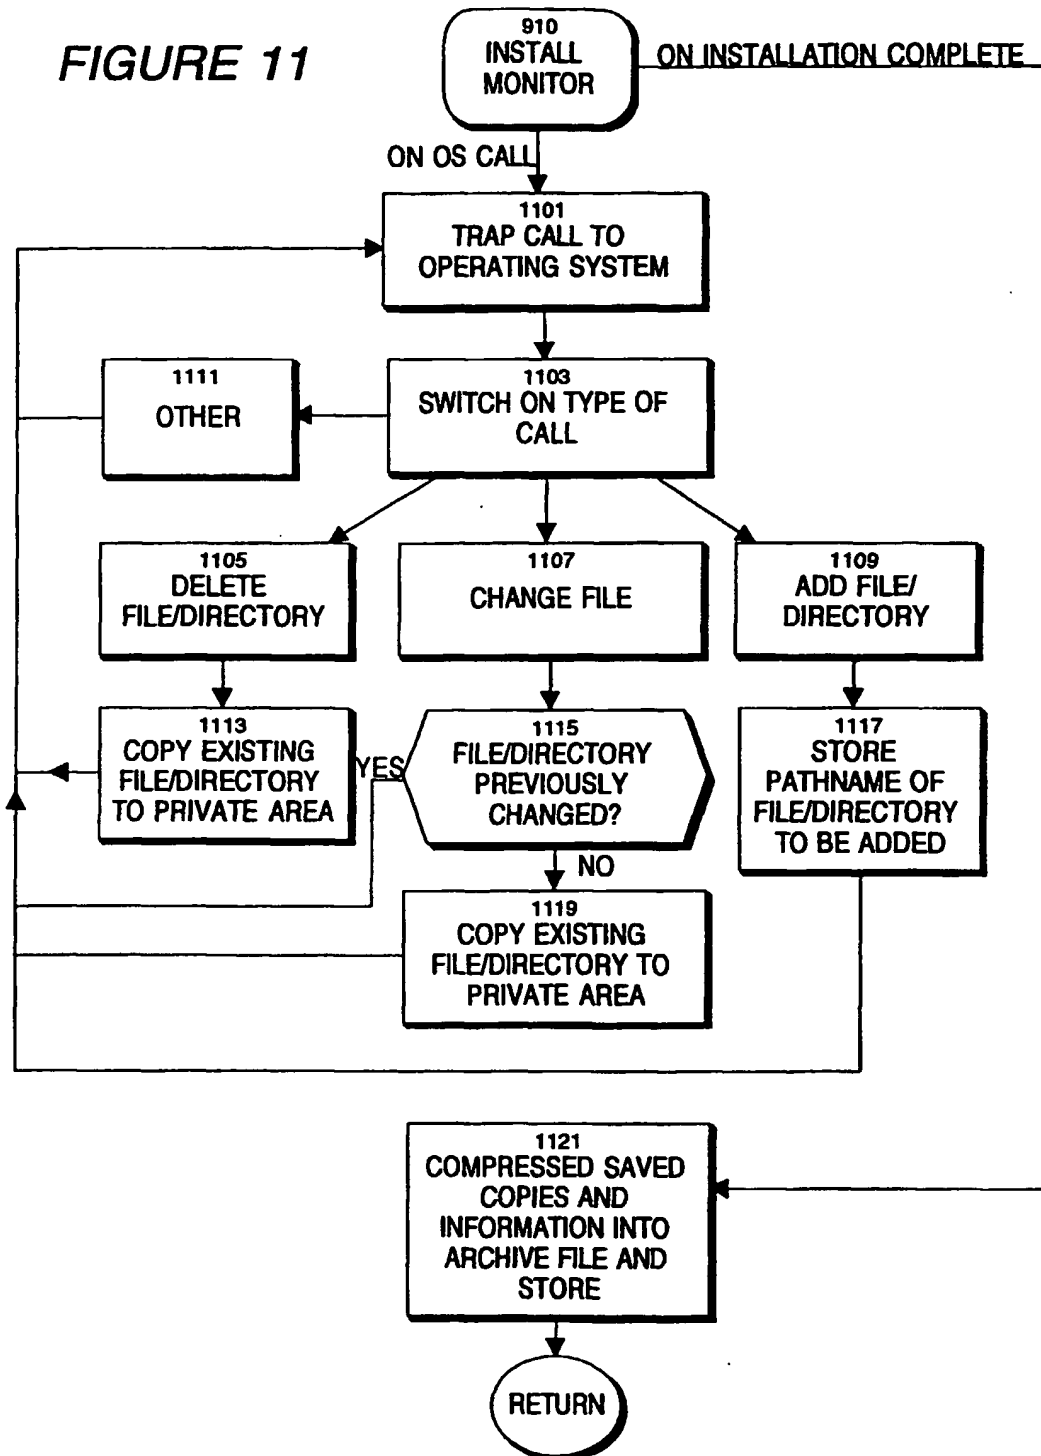 FIGURE 11
910
INSTALL
MONITOR
ON INSTALLATION COMPLETE
ON OS CALL
1101
TRAP CALL TO
OPERATING SYSTEM
1111
OTHER
1103
SWITCH ON TYPE OF
CALL
1105
DELETE
FILE/DIRECTORY
1107
CHANGE FILE
1109
ADD FILE/
DIRECTORY
1113
COPY EXISTING
FILE/DIRECTORY
TO PRIVATE AREA
YES
1115
FILE/DIRECTORY
PREVIOUSLY
CHANGED?
1117
STORE
PATHNAME OF
FILE/DIRECTORY
TO BE ADDED
NO
1119
COPY EXISTING
FILE/DIRECTORY TO
PRIVATE AREA
1121
COMPRESSED SAVED
COPIES AND
INFORMATION INTO
ARCHIVE FILE AND
STORE
RETURN